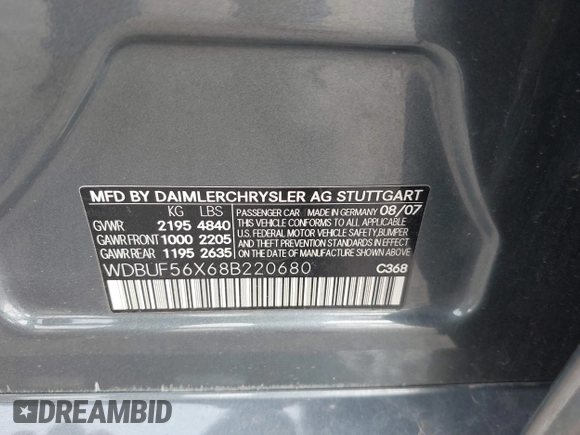 MFD BY DAIMLERCHRYSLER AG STUTTGART
KG LBS
GVWR 2195 4840
GAWR FRONT 1000 2205
GAWR REAR 1195 2635
PASSENGER CAR MADE IN GERMANY 08/07
THIS VEHICLE CONFORMS TO ALL APPLICABLE
U.S. FEDERAL MOTOR VEHICLE SAFETY, BUMPER
AND THEFT PREVENTION STANDARDS IN EFFECT
ON THE DATE OF MANUFACTURE SHOWN ABOVE.
WDBUF56X68B220680 C368
DREAMBID